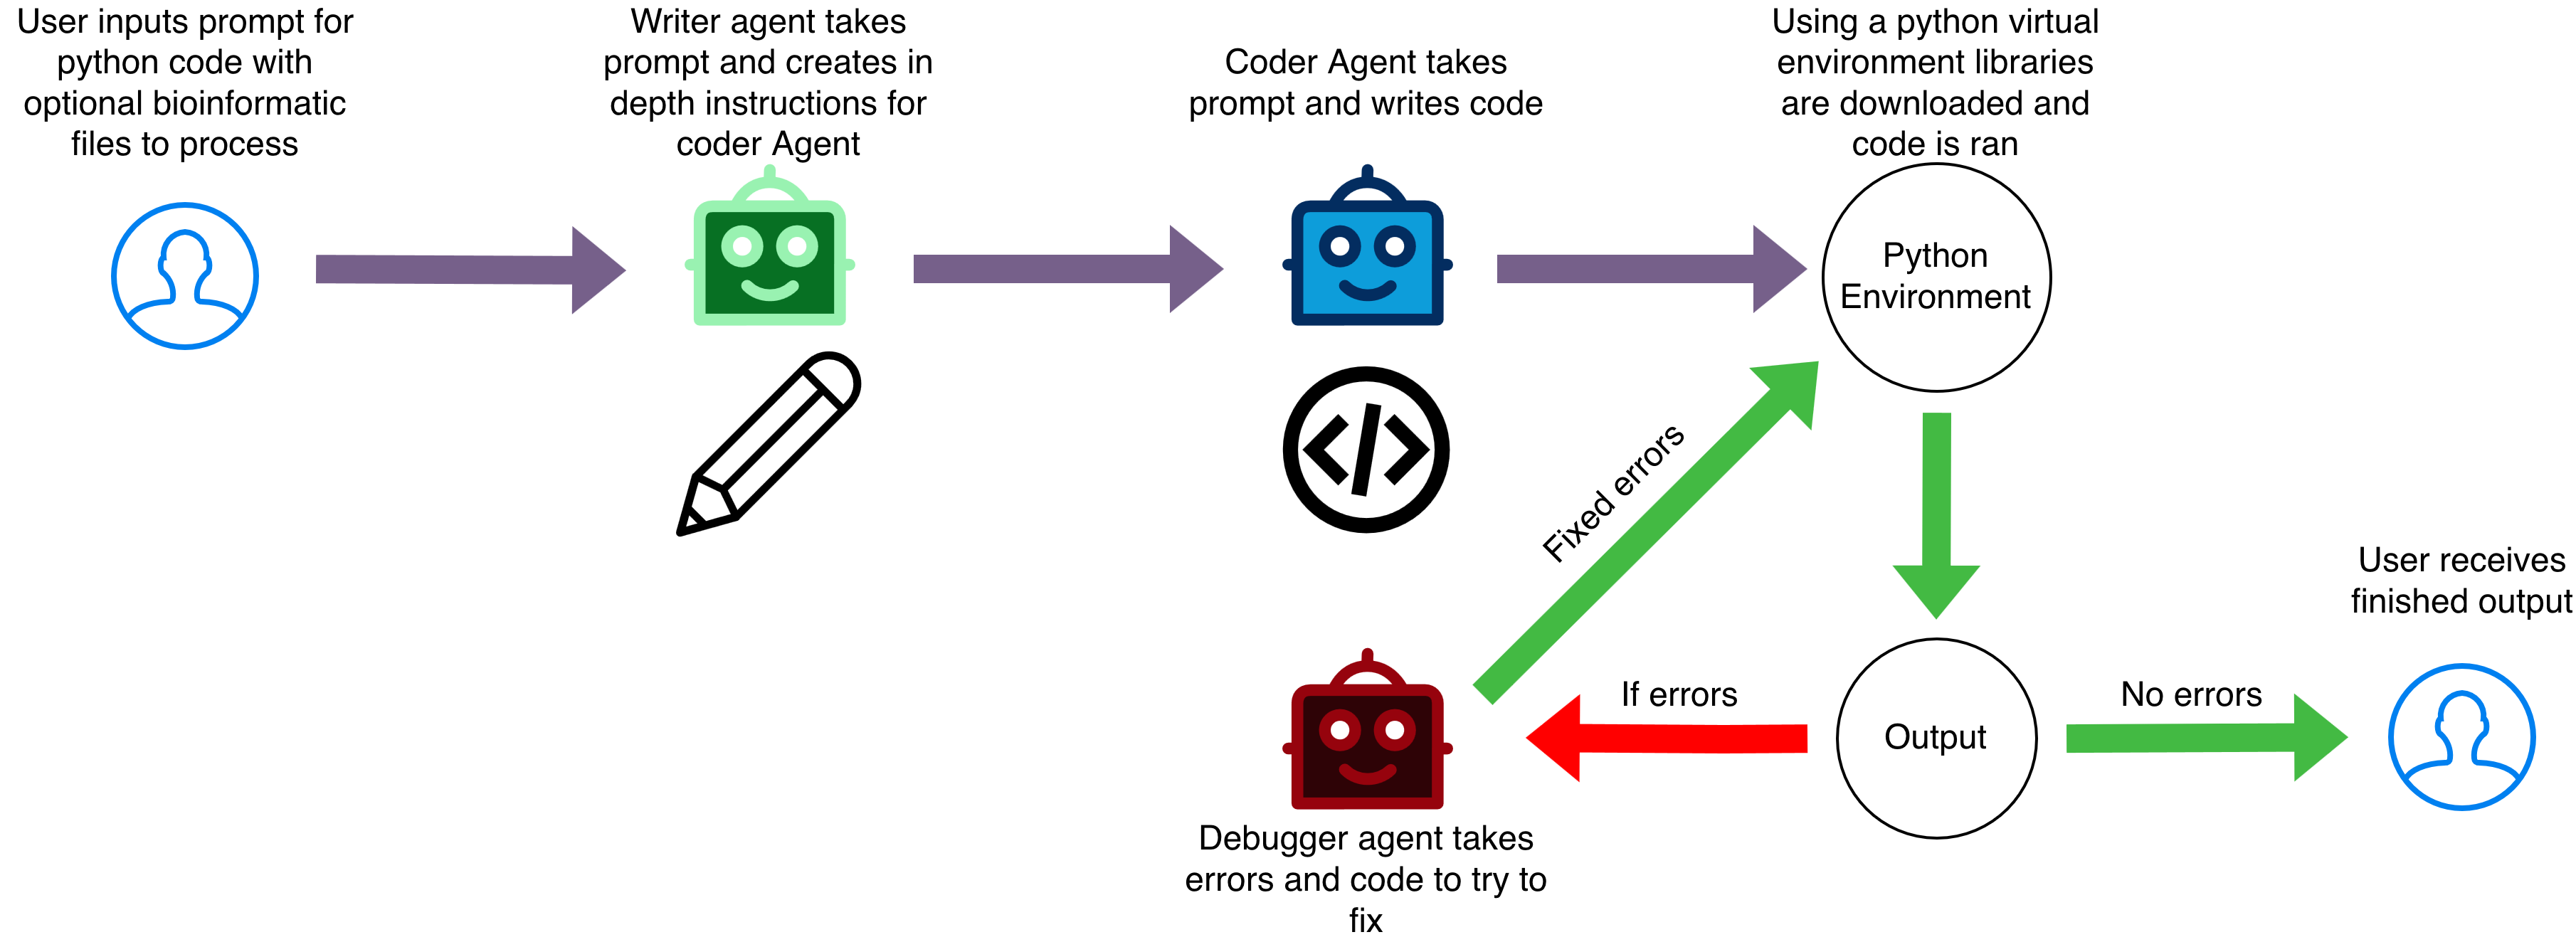 User inputs prompt for
python code with
optional bioinformatic
files to process
Writer agent takes
prompt and creates in
depth instructions for
coder Agent
Coder Agent takes
prompt and writes code
Using a python virtual
environment libraries
are downloaded and
code is ran
Python
Environment
</>
Fixed errors
User receives
finished output
If errors
Output
No errors
Debugger agent takes
errors and code to try to
fix